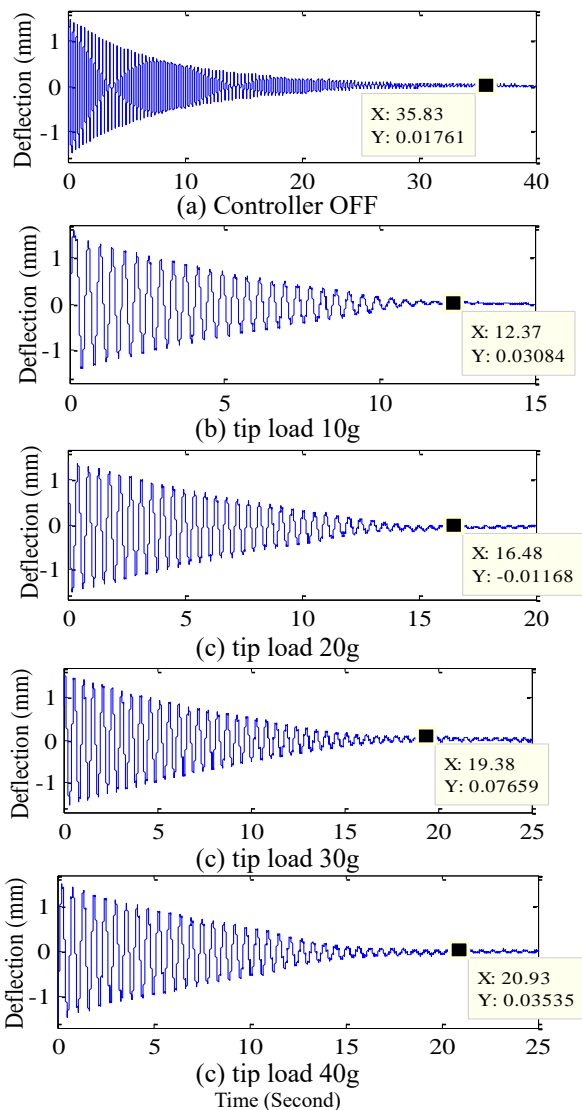 Deflection (mm)
1
0
-1
X: 35.83
Y: 0.01761
0 10 20 30 40
(a) Controller OFF
Deflection (mm)
1
0
-1
X: 12.37
Y: 0.03084
0 5 10 15
(b) tip load 10g
Deflection (mm)
1
0
-1
X: 16.48
Y: -0.01168
0 5 10 15 20
(c) tip load 20g
Deflection (mm)
1
0
-1
X: 19.38
Y: 0.07659
0 5 10 15 20 25
(c) tip load 30g
Deflection (mm)
1
0
-1
X: 20.93
Y: 0.03535
0 5 10 15 20 25
(c) tip load 40g
Time (Second)